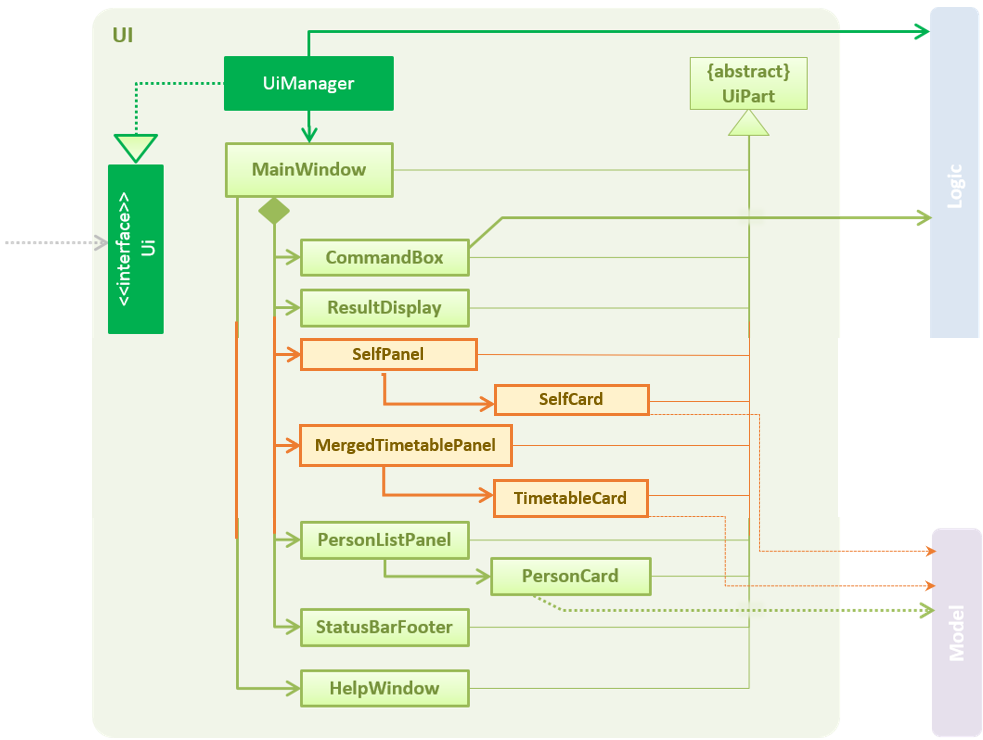 UI
UiManager
{abstract}
UiPart
MainWindow
<<interface>>
Ui
Logic
CommandBox
ResultDisplay
SelfPanel
SelfCard
MergedTimetablePanel
TimetableCard
PersonListPanel
PersonCard
StatusBarFooter
Model
HelpWindow